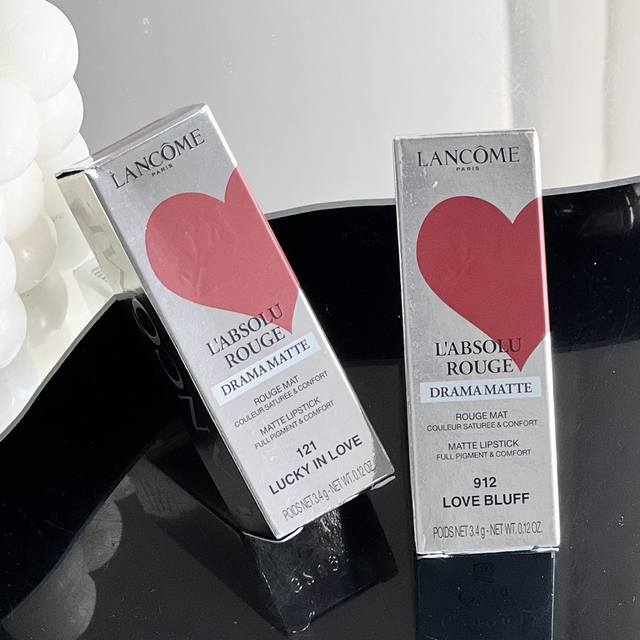 LANCÔME
PARIS
L'ABSOLU
ROUGE
DRAMA MATTE
ROUGE MAT
COULEUR SATURÉE & CONFORT
MATTE LIPSTICK
FULL PIGMENT & COMFORT
121
LUCKY IN LOVE
POIDS NET 3.4 g - NET WT. 0.12 OZ.
LANCÔME
PARIS
L'ABSOLU
ROUGE
DRAMA MATTE
ROUGE MAT
COULEUR SATURÉE & CONFORT
MATTE LIPSTICK
FULL PIGMENT & COMFORT
912
LOVE BLUFF
POIDS NET 3.4 g - NET WT. 0.12 OZ.